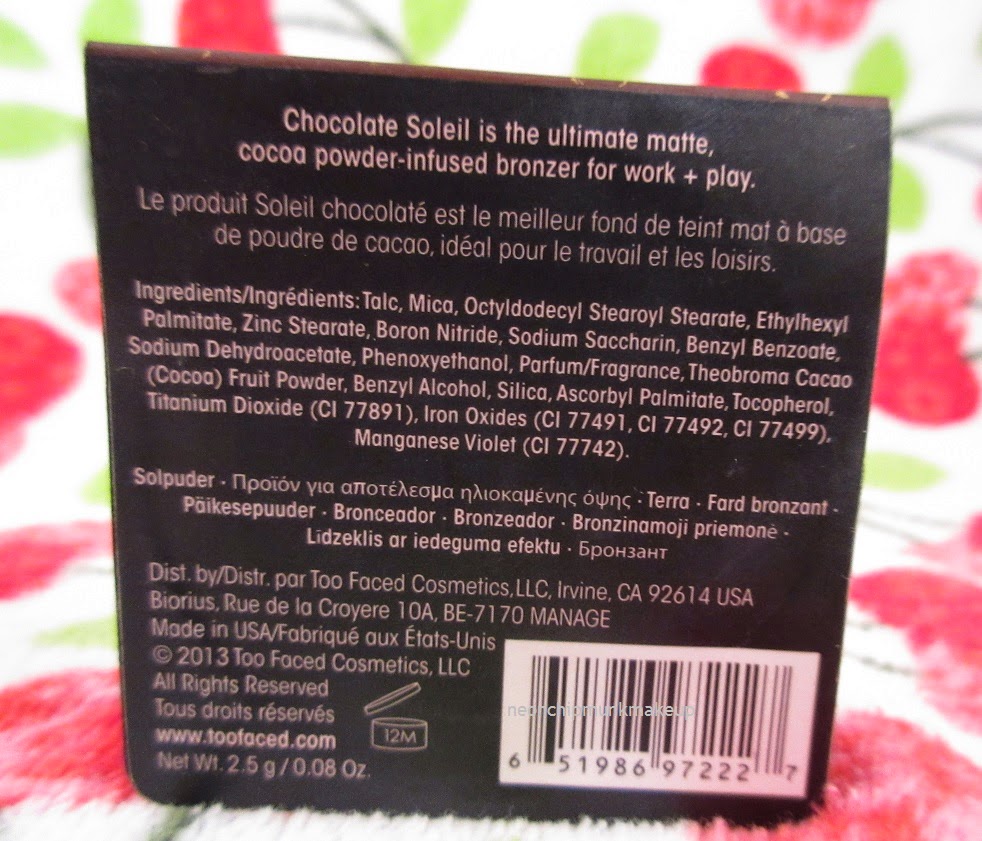 Chocolate Soleil is the ultimate matte,
cocoa powder-infused bronzer for work + play.
Le produit Soleil chocolaté est le meilleur fond de teint mat à base
de poudre de cacao, idéal pour le travail et les loisirs.
Ingredients/Ingrédients: Talc, Mica, Octyldodecyl Stearoyl Stearate, Ethylhexyl
Palmitate, Zinc Stearate, Boron Nitride, Sodium Saccharin, Benzyl Benzoate,
Sodium Dehydroacetate, Phenoxyethanol, Parfum/Fragrance, Theobroma Cacao
(Cocoa) Fruit Powder, Benzyl Alcohol, Silica, Ascorbyl Palmitate, Tocopherol,
Titanium Dioxide (CI 77891), Iron Oxides (CI 77491, CI 77492, CI 77499),
Manganese Violet (CI 77742).
Solpuder · Προϊόν για αποτέλεσμα ηλιοκαμένης όψης · Terra · Fard bronzant ·
Päikesepuuder · Bronceador · Bronzeador · Bronzinamoji priemonė ·
Līdzeklis ar iedeguma efektu · Бронзант
Dist. by/Distr. par Too Faced Cosmetics, LLC, Irvine, CA 92614 USA
Biorius, Rue de la Croyere 10A, BE-7170 MANAGE
Made in USA/Fabriqué aux États-Unis
© 2013 Too Faced Cosmetics, LLC
All Rights Reserved
Tous droits réservés
www.toofaced.com
Net Wt. 2.5 g / 0.08 Oz.
12M
neonchipmunkmakeup
6 51986 97222 7